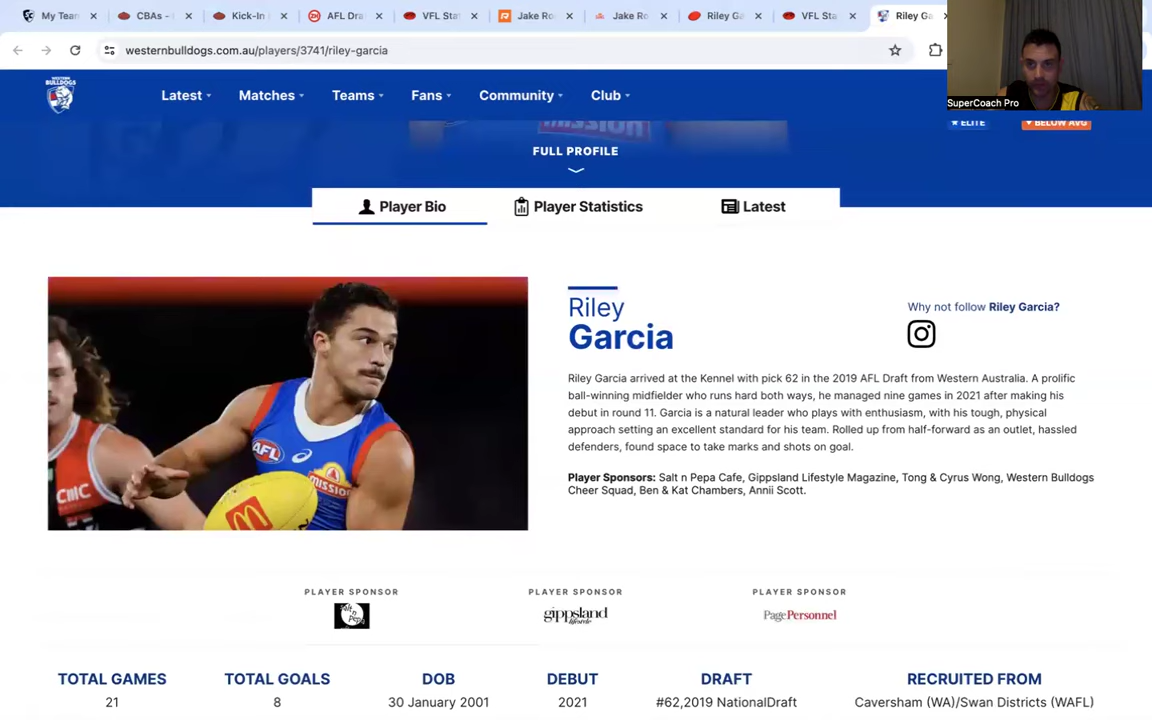 My Team
CBAs -
Kick-In
AFL Dra
VFL Sta
Jake Ro
Jake Ro
Riley G
VFL Sta
Riley Ga
westernbulldogs.com.au/players/3741/riley-garcia
SuperCoach Pro
WESTERN
BULLDOGS
Latest
Matches
Teams
Fans
Community
Club
mission
ELITE
BELOW AVG
FULL PROFILE
Player Bio
Player Statistics
Latest
Riley
Garcia
Why not follow Riley Garcia?
AFL
mission
CMC
Riley Garcia arrived at the Kennel with pick 62 in the 2019 AFL Draft from Western Australia. A prolific
ball-winning midfielder who runs hard both ways, he managed nine games in 2021 after making his
debut in round 11. Garcia is a natural leader who plays with enthusiasm, with his tough, physical
approach setting an excellent standard for his team. Rolled up from half-forward as an outlet, hassled
defenders, found space to take marks and shots on goal.
Player Sponsors: Salt n Pepa Cafe, Gippsland Lifestyle Magazine, Tong & Cyrus Wong, Western Bulldogs
Cheer Squad, Ben & Kat Chambers, Annii Scott.
PLAYER SPONSOR
PLAYER SPONSOR
PLAYER SPONSOR
Salt n Pepa
gippsland
lifestyle
PagePersonnel
TOTAL GAMES
TOTAL GOALS
DOB
DEBUT
DRAFT
RECRUITED FROM
21
8
30 January 2001
2021
#62,2019 NationalDraft
Caversham (WA)/Swan Districts (WAFL)